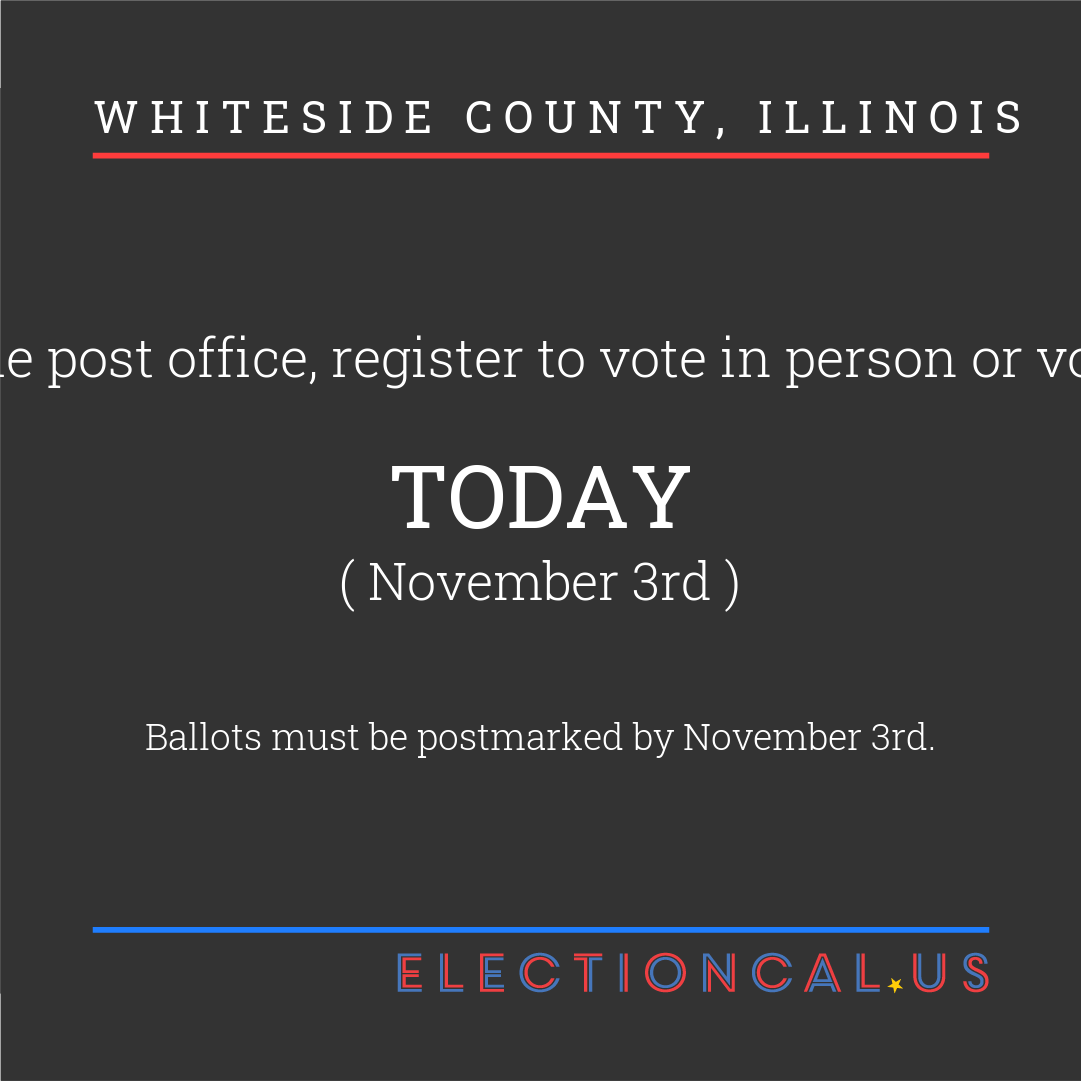 WHITESIDE COUNTY, ILLINOIS
post office, register to vote in person or
TODAY
( November 3rd )
Ballots must be postmarked by November 3rd.
ELECTIONCAL.US